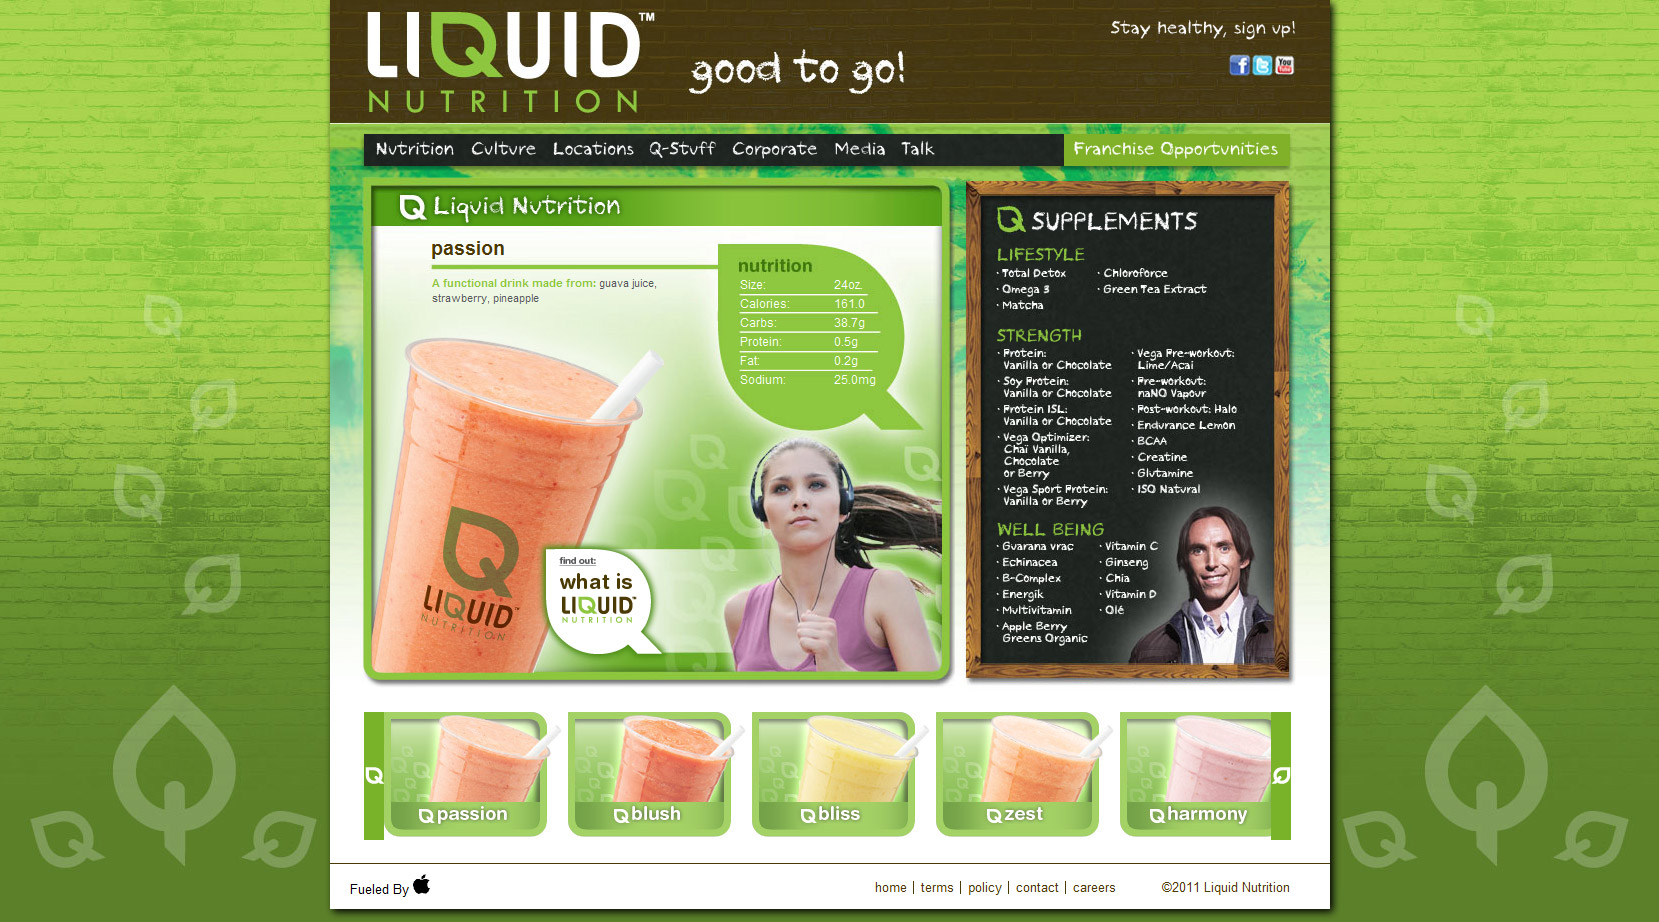 LIQUID™
NUTRITION
good to go!
Stay healthy, sign up!
You
Tube
Nutrition Culture Locations Q-Stuff Corporate Media Talk Franchise Opportunities
Liquid Nutrition
passion
A functional drink made from: guava juice,
strawberry, pineapple
nutrition
Size: 24oz.
Calories: 161.0
Carbs: 38.7g
Protein: 0.5g
Fat: 0.2g
Sodium: 25.0mg
LIQUID™
NUTRITION
find out:
what is
LIQUID™
NUTRITION
SUPPLEMENTS
LIFESTYLE
· Total Detox
· Omega 3
· Matcha
· Chloroforce
· Green Tea Extract
STRENGTH
· Protein:
Vanilla or Chocolate
· Soy Protein:
Vanilla or Chocolate
· Protein ISL:
Vanilla or Chocolate
· Vega Optimizer:
Chaï Vanilla,
Chocolate
or Berry
· Vega Sport Protein:
Vanilla or Berry
· Vega Pre-workout:
Lime/Acai
· Pre-workout:
naNO Vapour
· Post-workout: Halo
· Endurance Lemon
· BCAA
· Creatine
· Glutamine
· ISO Natural
WELL BEING
· Guarana vrac
· Echinacea
· B-Complex
· Energik
· Multivitamin
· Apple Berry
Greens Organic
· Vitamin C
· Ginseng
· Chia
· Vitamin D
· Olé
passion
blush
bliss
zest
harmony
Fueled By
home | terms | policy | contact | careers
©2011 Liquid Nutrition